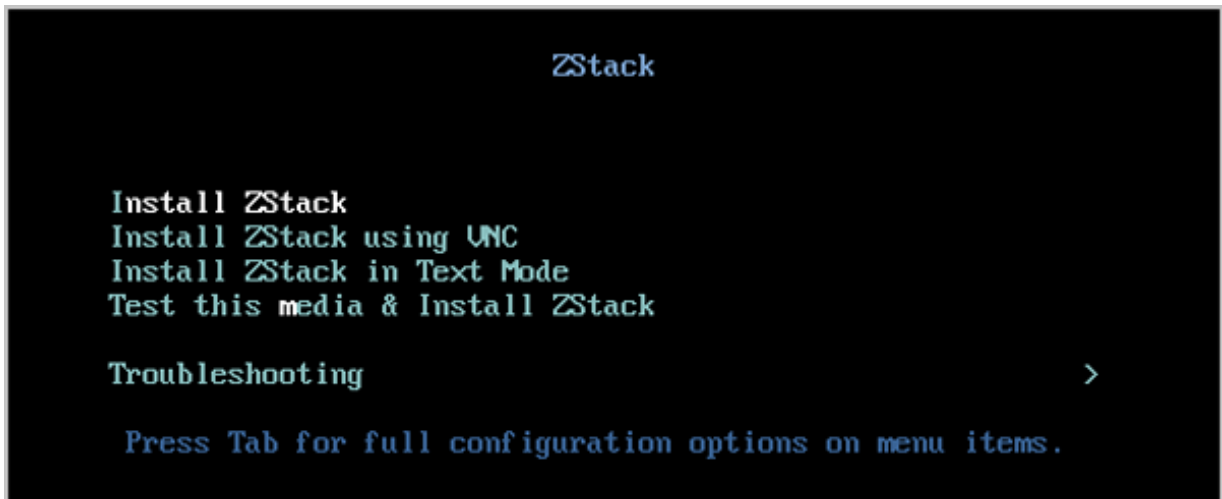 ZStack
Install ZStack
Install ZStack using VNC
Install ZStack in Text Mode
Test this media & Install ZStack
Troubleshooting >
Press Tab for full configuration options on menu items.